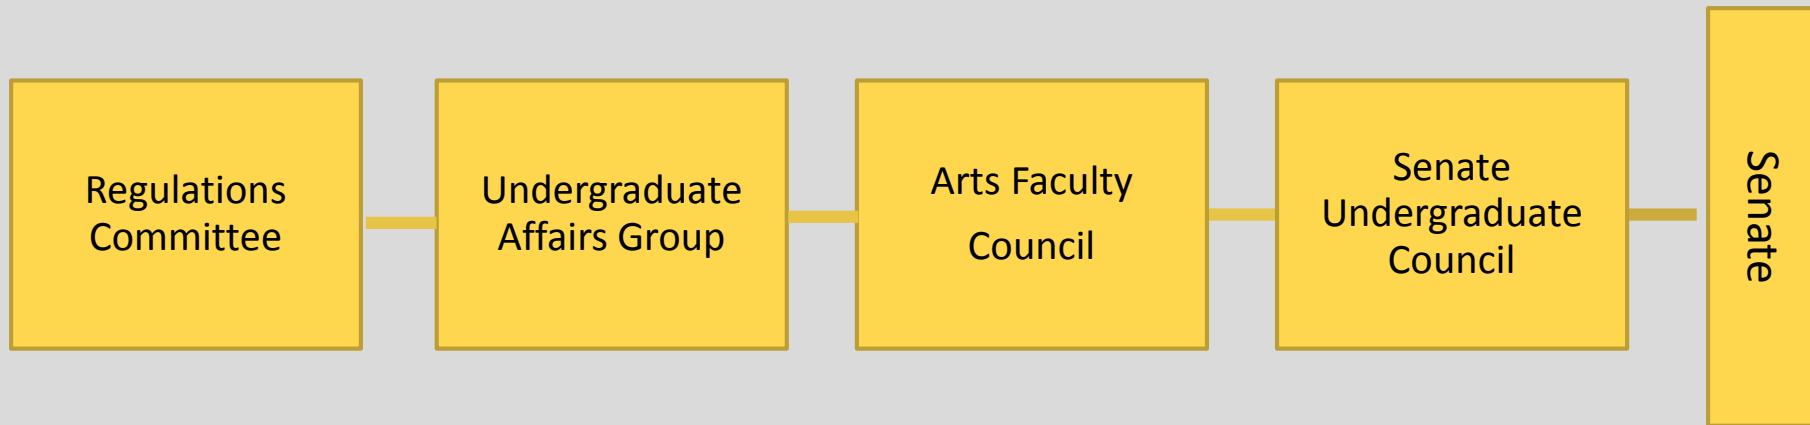 Regulations
Committee
Undergraduate
Affairs Group
Arts Faculty
Council
Senate
Undergraduate
Council
Senate